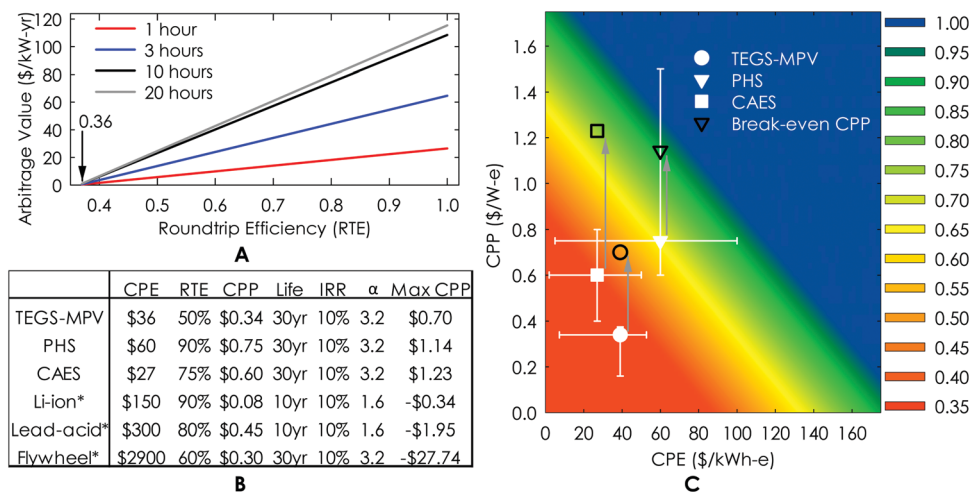 Arbitrage Value ($/kW-yr)
120
100
80
60
40
20
0
1 hour
3 hours
10 hours
20 hours
0.36
0.4 0.5 0.6 0.7 0.8 0.9 1.0
Roundtrip Efficiency (RTE)
A
CPE RTE CPP Life IRR α Max CPP
TEGS-MPV $36 50% $0.34 30yr 10% 3.2 $0.70
PHS $60 90% $0.75 30yr 10% 3.2 $1.14
CAES $27 75% $0.60 30yr 10% 3.2 $1.23
Li-ion* $150 90% $0.08 10yr 10% 1.6 -$0.34
Lead-acid* $300 80% $0.45 10yr 10% 1.6 -$1.95
Flywheel* $2900 60% $0.30 30yr 10% 3.2 -$27.74
B
CPP ($/W-e)
1.6
1.4
1.2
1.0
0.8
0.6
0.4
0.2
0.0
TEGS-MPV
PHS
CAES
Break-even CPP
0 20 40 60 80 100 120 140 160
CPE ($/kWh-e)
C
1.00
0.95
0.90
0.85
0.80
0.75
0.70
0.65
0.60
0.55
0.50
0.45
0.40
0.35